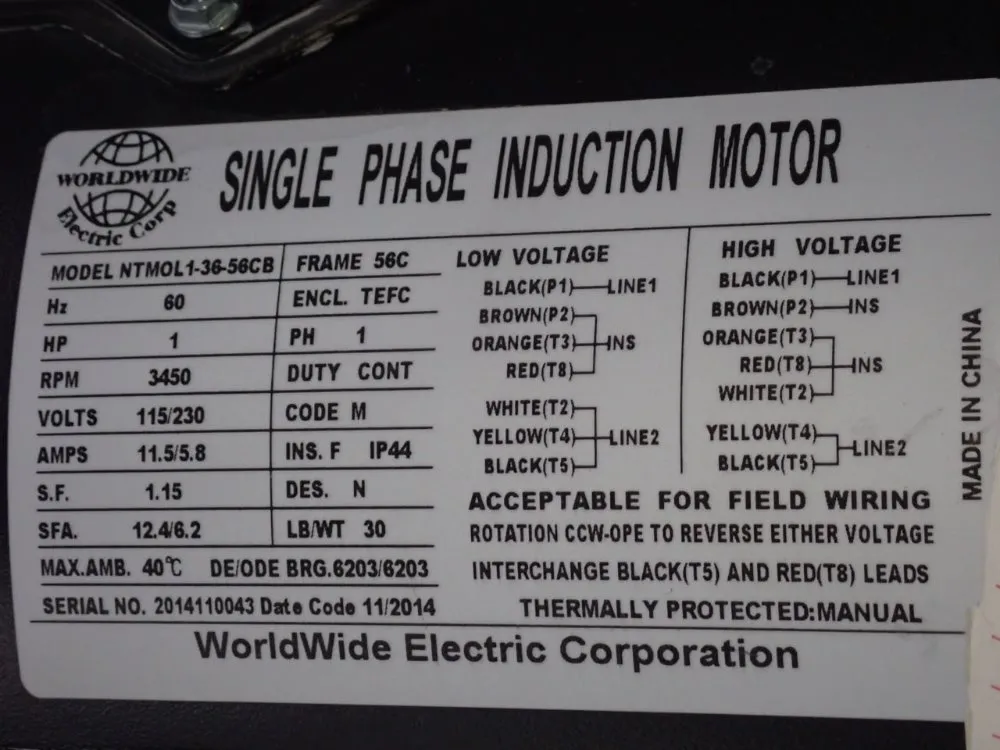 WORLDWIDE
Electric Corp
SINGLE PHASE INDUCTION MOTOR
MODEL NTMOL1-36-56CB FRAME 56C
Hz 60 ENCL. TEFC
HP 1 PH 1
RPM 3450 DUTY CONT
VOLTS 115/230 CODE M
AMPS 11.5/5.8 INS. F IP44
S.F. 1.15 DES. N
SFA. 12.4/6.2 LB/WT 30
MAX.AMB. 40℃ DE/ODE BRG.6203/6203
SERIAL NO. 2014110043 Date Code 11/2014
LOW VOLTAGE
BLACK(P1) LINE1
BROWN(P2)
ORANGE(T3) INS
RED(T8)
WHITE(T2)
YELLOW(T4) LINE2
BLACK(T5)
HIGH VOLTAGE
BLACK(P1) LINE1
BROWN(P2) INS
ORANGE(T3)
RED(T8) INS
WHITE(T2)
YELLOW(T4) LINE2
BLACK(T5)
ACCEPTABLE FOR FIELD WIRING
ROTATION CCW-OPE TO REVERSE EITHER VOLTAGE
INTERCHANGE BLACK(T5) AND RED(T8) LEADS
THERMALLY PROTECTED:MANUAL
WorldWide Electric Corporation
MADE IN CHINA